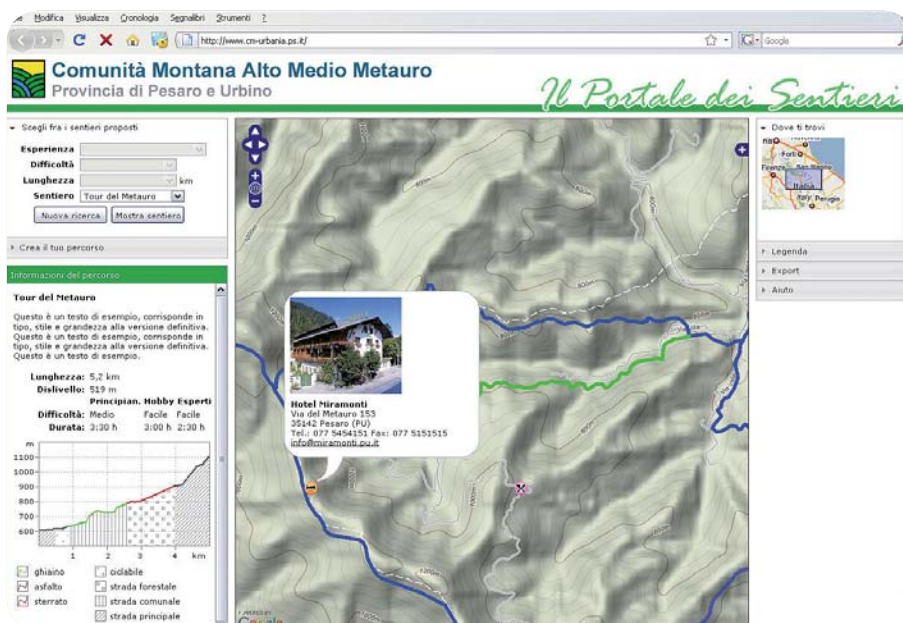 Modifica Visualizza Cronologia Segnalibri Strumenti ?
http://www.cm-urbania.ps.it/
Google
Comunità Montana Alto Medio Metauro
Provincia di Pesaro e Urbino
Il Portale dei Sentieri
Scegli fra i sentieri proposti
Esperienza
Difficoltà
Lunghezza km
Sentiero Tour del Metauro
Nuova ricerca Mostra sentiero
Crea il tuo percorso
Informazioni del percorso
Tour del Metauro
Questo è un testo di esempio, corrisponde in
tipo, stile e grandezza alla versione definitiva.
Questo è un testo di esempio, corrisponde in
tipo, stile e grandezza alla versione definitiva.
Questo è un testo di esempio.
Lunghezza: 5,2 km
Dislivello: 519 m
Principian. Hobby Esperti
Difficoltà: Medio Facile Facile
Durata: 3:30 h 3:00 h 2:30 h
m
1100
1000
900
800
700
600
1 2 3 4 km
ghiaino
asfalto
sterrato
ciclabile
strada forestale
strada comunale
strada principale
Hotel Miramonti
Via del Metauro 153
35142 Pesaro (PU)
Tel.: 077 5454151 Fax: 077 5151515
info@miramonti.pu.it
Google
Dove ti trovi
Forlì
Firenze
Italia
Italy Perugia
Legenda
Export
Aiuto